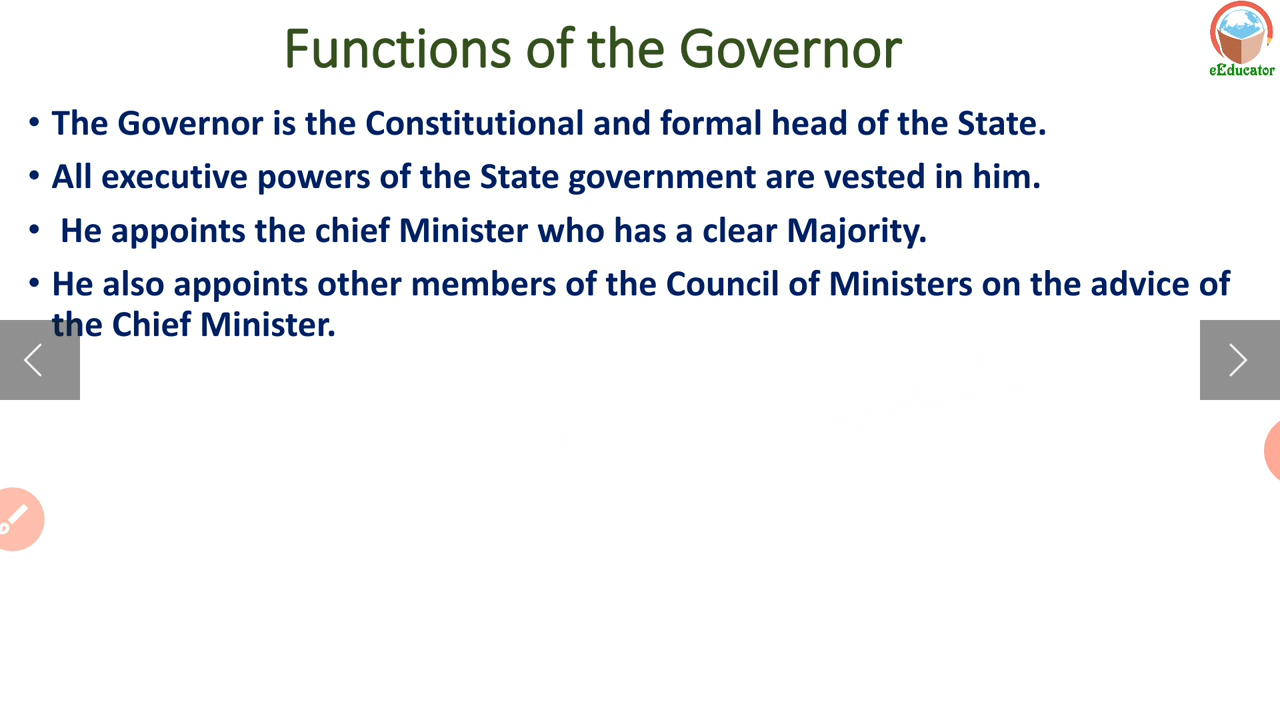 Functions of the Governor
eEducator
• The Governor is the Constitutional and formal head of the State.
• All executive powers of the State government are vested in him.
• He appoints the chief Minister who has a clear Majority.
• He also appoints other members of the Council of Ministers on the advice of
the Chief Minister.